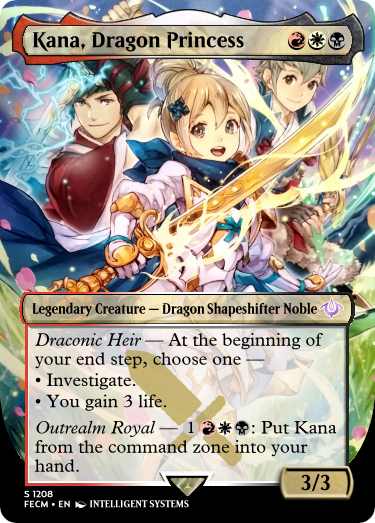 Kana, Dragon Princess
Legendary Creature — Dragon Shapeshifter Noble
Draconic Heir — At the beginning of
your end step, choose one —
• Investigate.
• You gain 3 life.
Outrealm Royal — 1 : Put Kana
from the command zone into your
hand.
3/3
S 1208
FECM • EN INTELLIGENT SYSTEMS